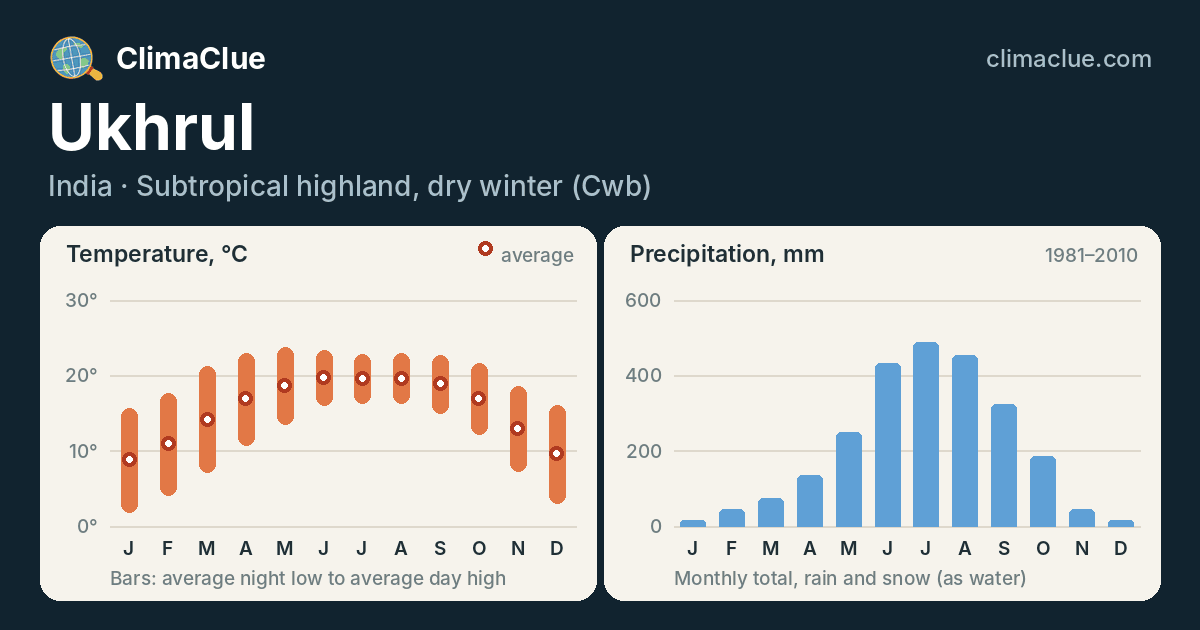 ClimaClue
climaclue.com
Ukhrul
India · Subtropical highland, dry winter (Cwb)
Temperature, °C
average
30°
20°
10°
0°
J F M A M J J A S O N D
Bars: average night low to average day high
Precipitation, mm
1981–2010
600
400
200
0
J F M A M J J A S O N D
Monthly total, rain and snow (as water)